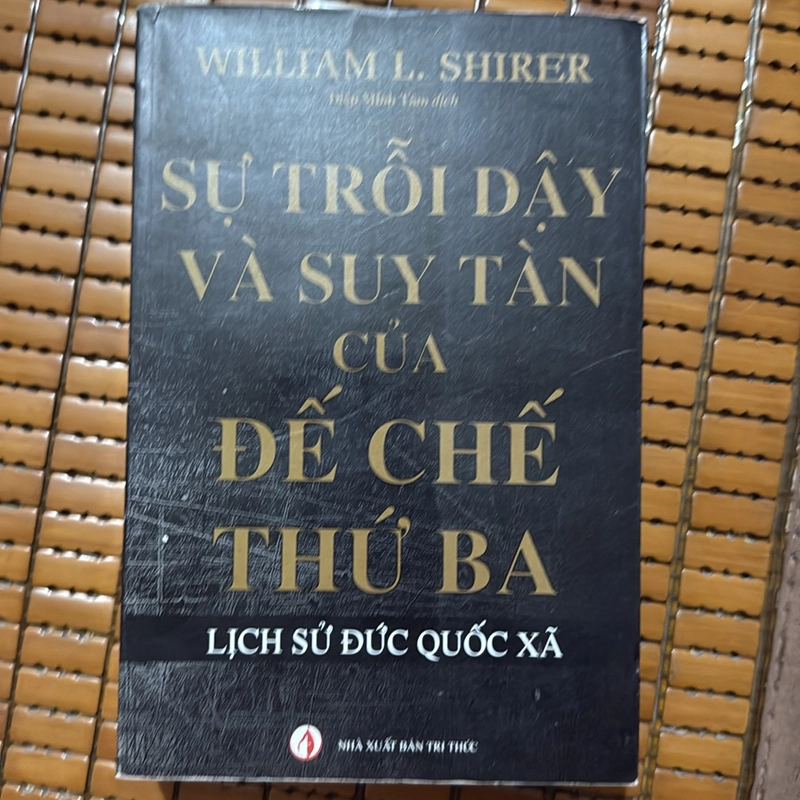 WILLIAM L. SHIRER
Diệp Minh Tâm dịch
SỰ TRỖI DẬY
VÀ SUY TÀN
CỦA
ĐẾ CHẾ
THỨ BA
LỊCH SỬ ĐỨC QUỐC XÃ
NHÀ XUẤT BẢN TRI THỨC